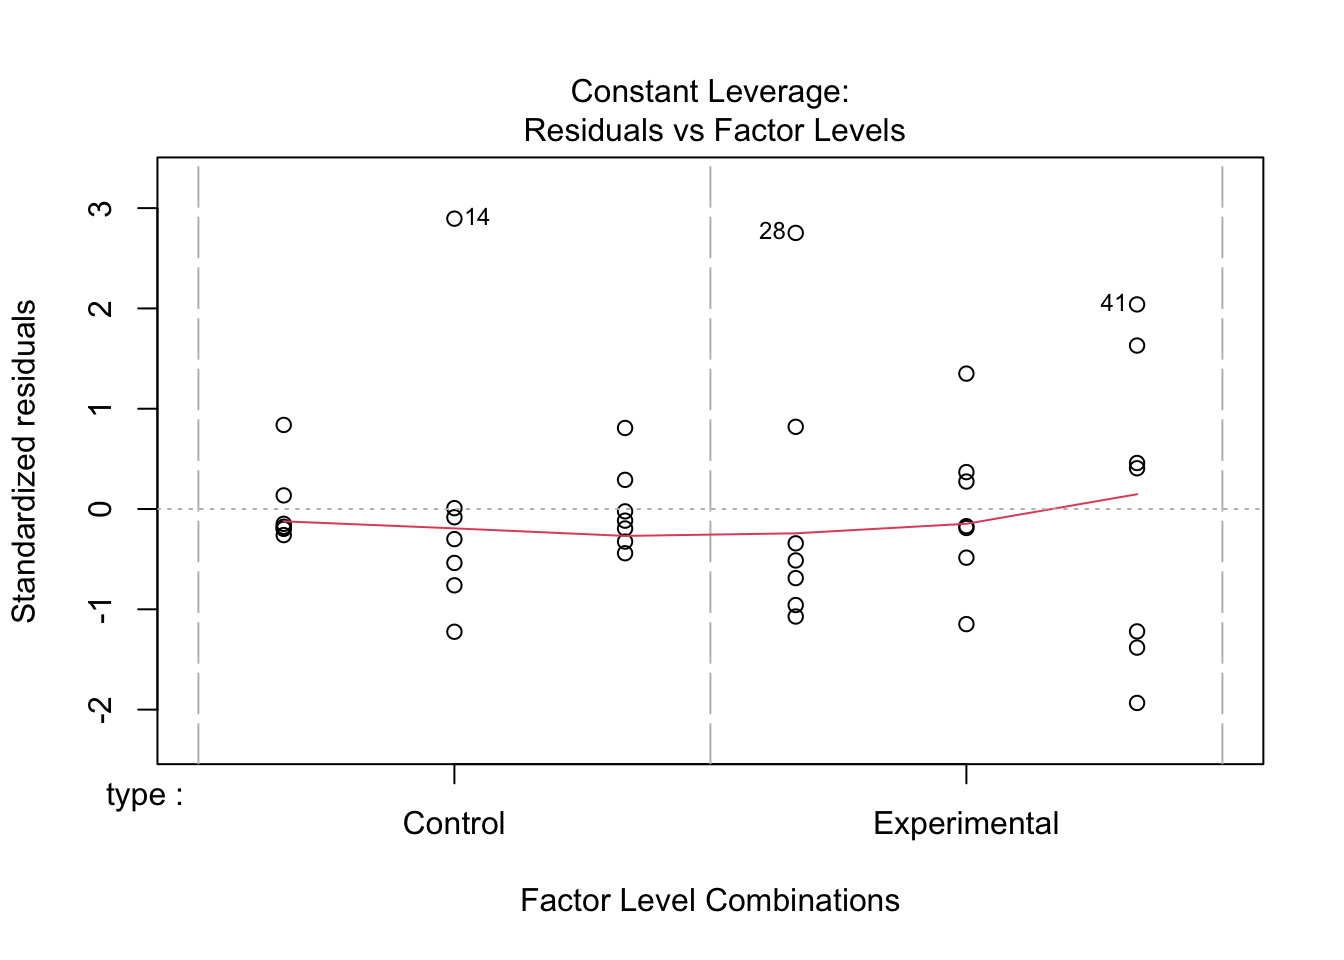 Constant Leverage:
Residuals vs Factor Levels
Standardized residuals
3
2
1
0
-1
-2
14
28
41
type :
Control
Experimental
Factor Level Combinations